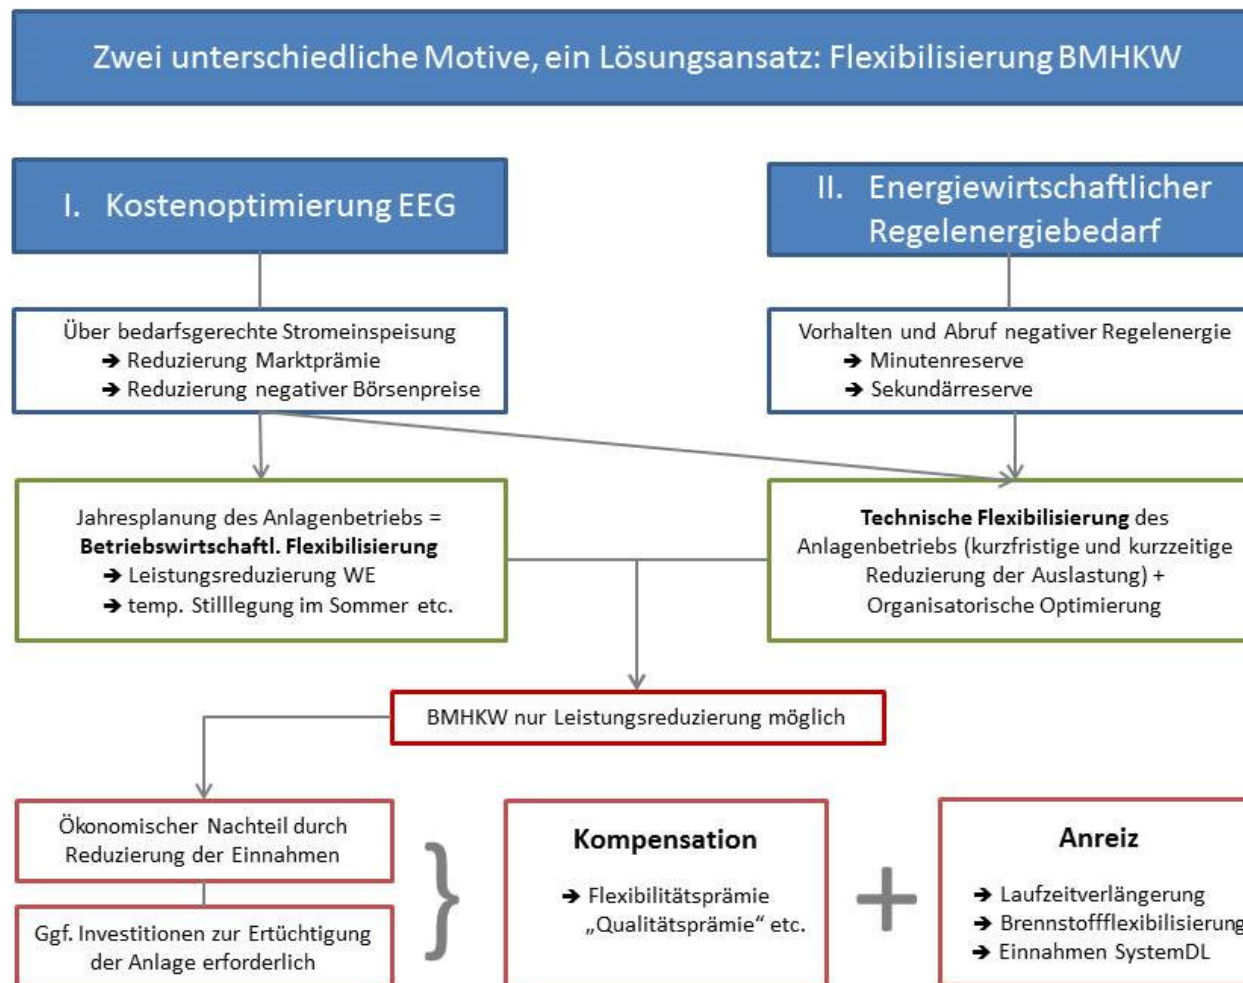 Zwei unterschiedliche Motive, ein Lösungsansatz: Flexibilisierung BMHKW
I. Kostenoptimierung EEG
II. Energiewirtschaftlicher
Regelenergiebedarf
Über bedarfsgerechte Stromeinspeisung
➔ Reduzierung Marktprämie
➔ Reduzierung negativer Börsenpreise
Vorhalten und Abruf negativer Regelenergie
➔ Minutenreserve
➔ Sekundärreserve
Jahresplanung des Anlagenbetriebs =
Betriebswirtschaftl. Flexibilisierung
➔ Leistungsreduzierung WE
➔ temp. Stilllegung im Sommer etc.
Technische Flexibilisierung des
Anlagenbetriebs (kurzfristige und kurzzeitige
Reduzierung der Auslastung) +
Organisatorische Optimierung
BMHKW nur Leistungsreduzierung möglich
Ökonomischer Nachteil durch
Reduzierung der Einnahmen
Ggf. Investitionen zur Ertüchtigung
der Anlage erforderlich
}
Kompensation
➔ Flexibilitätsprämie
„Qualitätsprämie“ etc.
+
Anreiz
➔ Laufzeitverlängerung
➔ Brennstoffflexibilisierung
➔ Einnahmen SystemDL